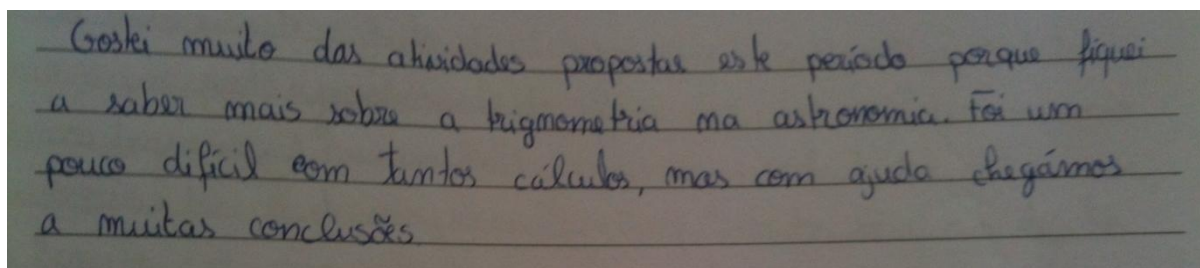 Gostei muito das atividades propostas este período porque fiquei
a saber mais sobre a trignometria na astronomia. Foi um
pouco difícil com tantos cálculos, mas com ajuda chegámos
a muitas conclusões.